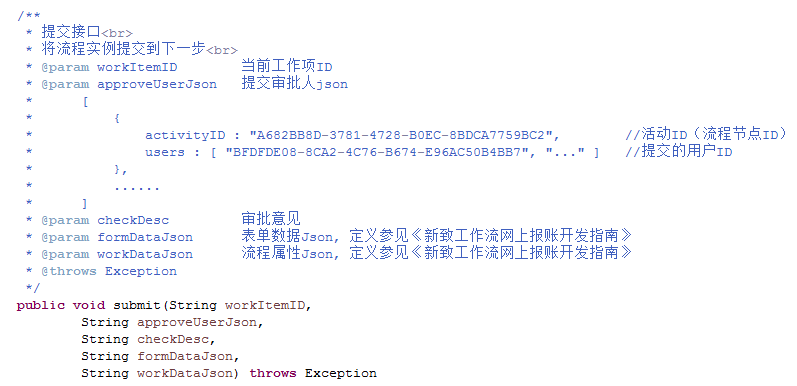 /**
 * 提交接口<br>
 * 将流程实例提交到下一步<br>
 * @param workItemID        当前工作项ID
 * @param approveUserJson   提交审批人json
 *      [
 *          {
 *              activityID : "A682BB8D-3781-4728-B0EC-8BDCA7759BC2",        //活动ID（流程节点ID）
 *              users : [ "BFDFDE08-8CA2-4C76-B674-E96AC50B4BB7", "..." ]   //提交的用户ID
 *          },
 *          ......
 *      ]
 * @param checkDesc         审批意见
 * @param formDataJson      表单数据Json, 定义参见《新致工作流网上报账开发指南》
 * @param workDataJson      流程属性Json, 定义参见《新致工作流网上报账开发指南》
 * @throws Exception
 */
public void submit(String workItemID,
        String approveUserJson,
        String checkDesc,
        String formDataJson,
        String workDataJson) throws Exception